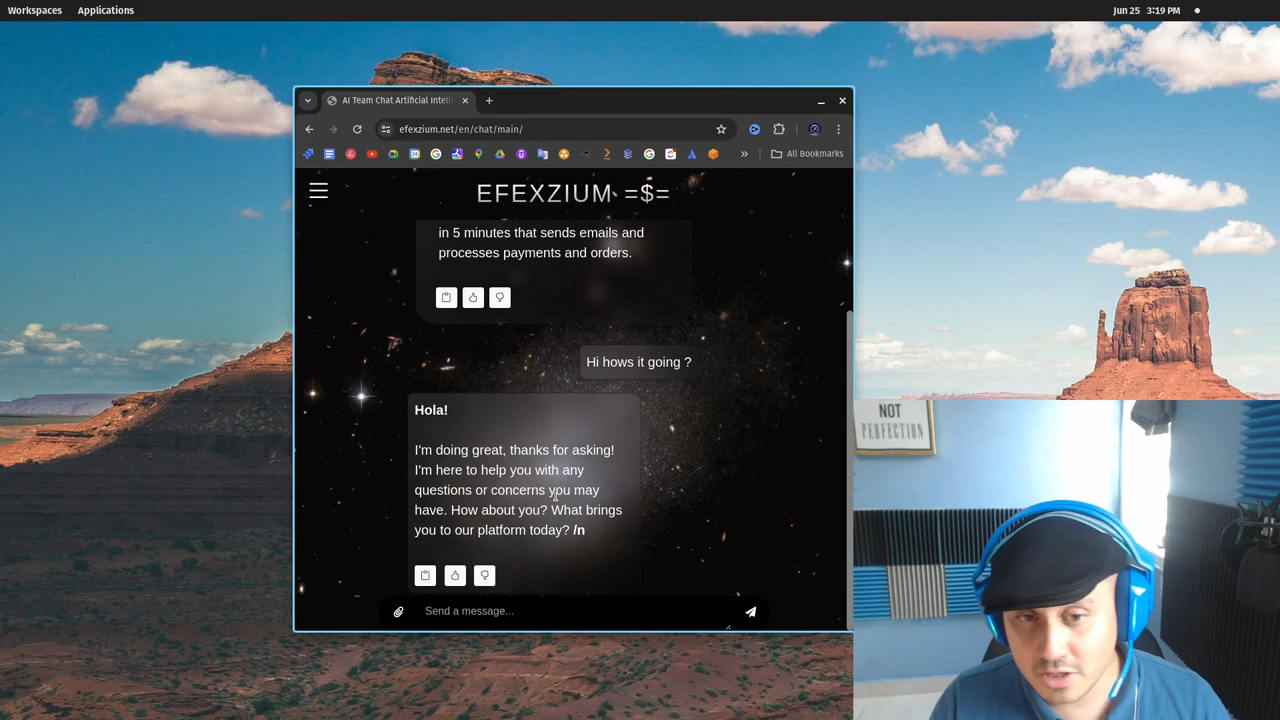 Workspaces Applications Jun 25 3:19 PM
AI Team Chat Artificial Intelli
efexzium.net/en/chat/main/
All Bookmarks
EFEXZIUM =$=
in 5 minutes that sends emails and
processes payments and orders.
Hi hows it going ?
Hola!
I'm doing great, thanks for asking!
I'm here to help you with any
questions or concerns you may
have. How about you? What brings
you to our platform today? /n
Send a message...
NOT
PERFECTION